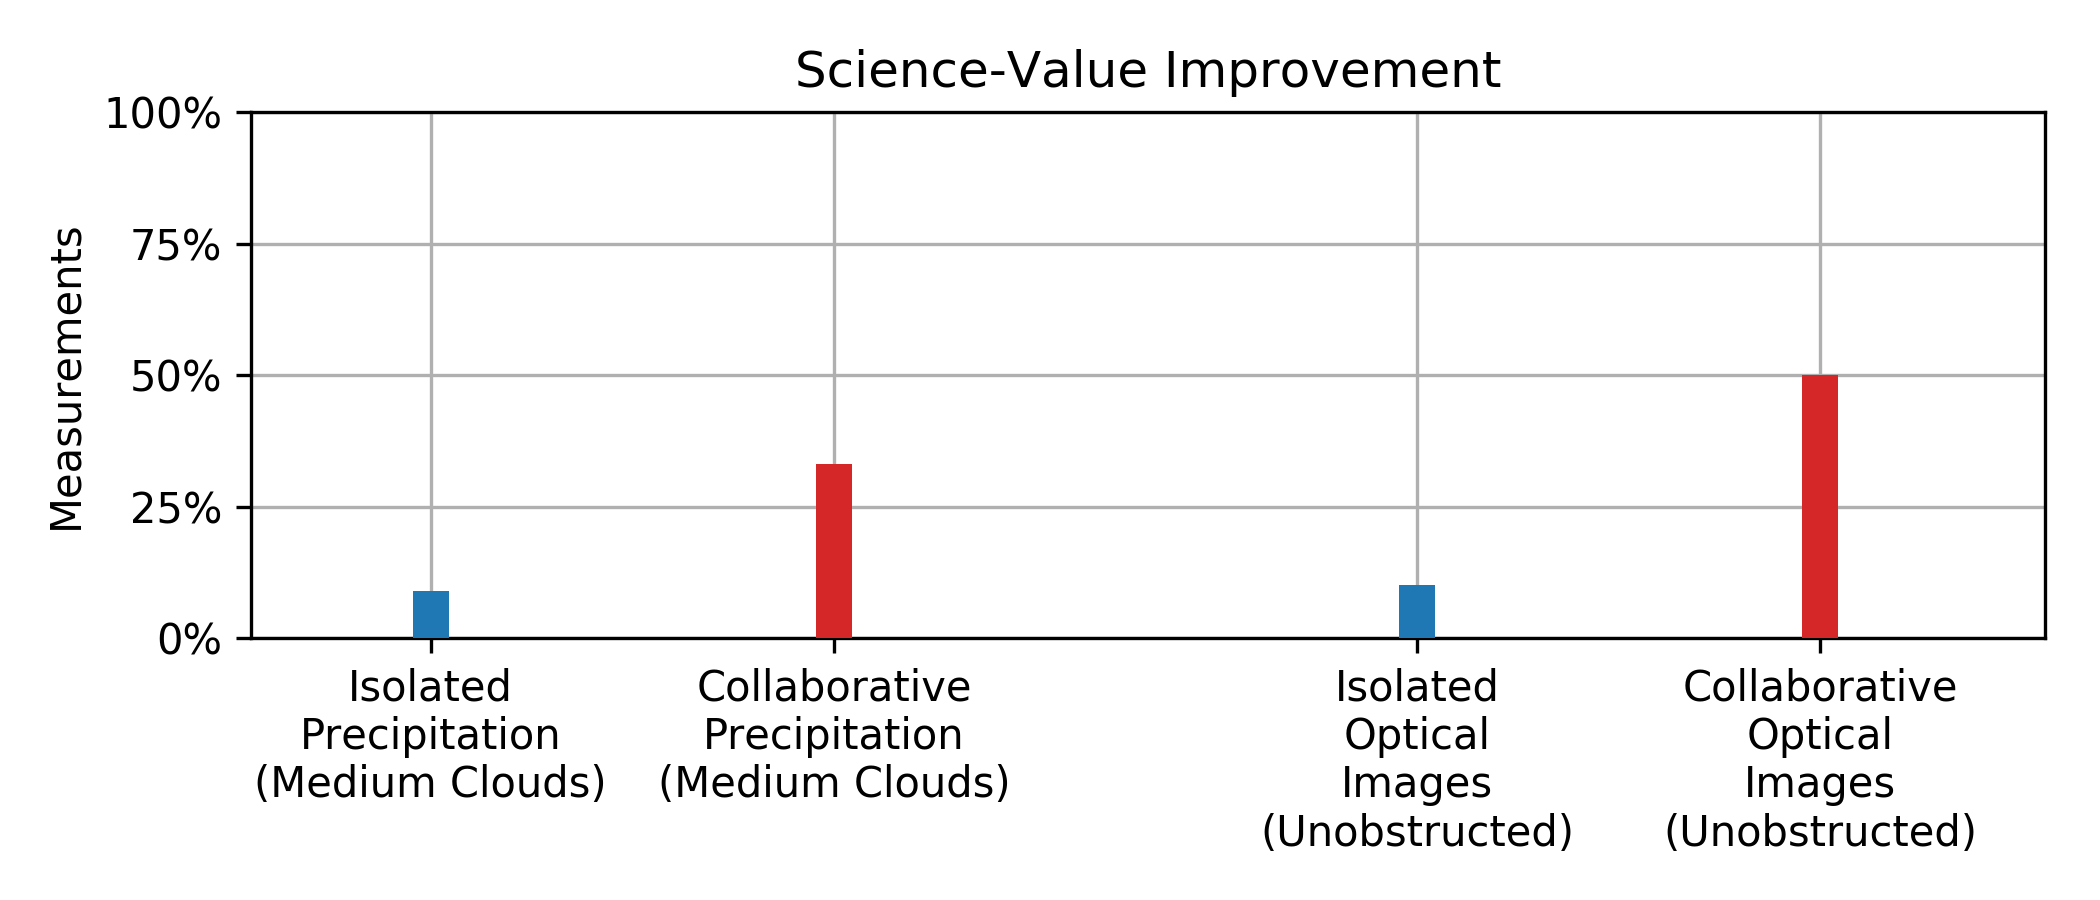 Science-Value Improvement
100%
75%
50%
25%
0%
Measurements
Isolated
Precipitation
(Medium Clouds)
Collaborative
Precipitation
(Medium Clouds)
Isolated
Optical
Images
(Unobstructed)
Collaborative
Optical
Images
(Unobstructed)